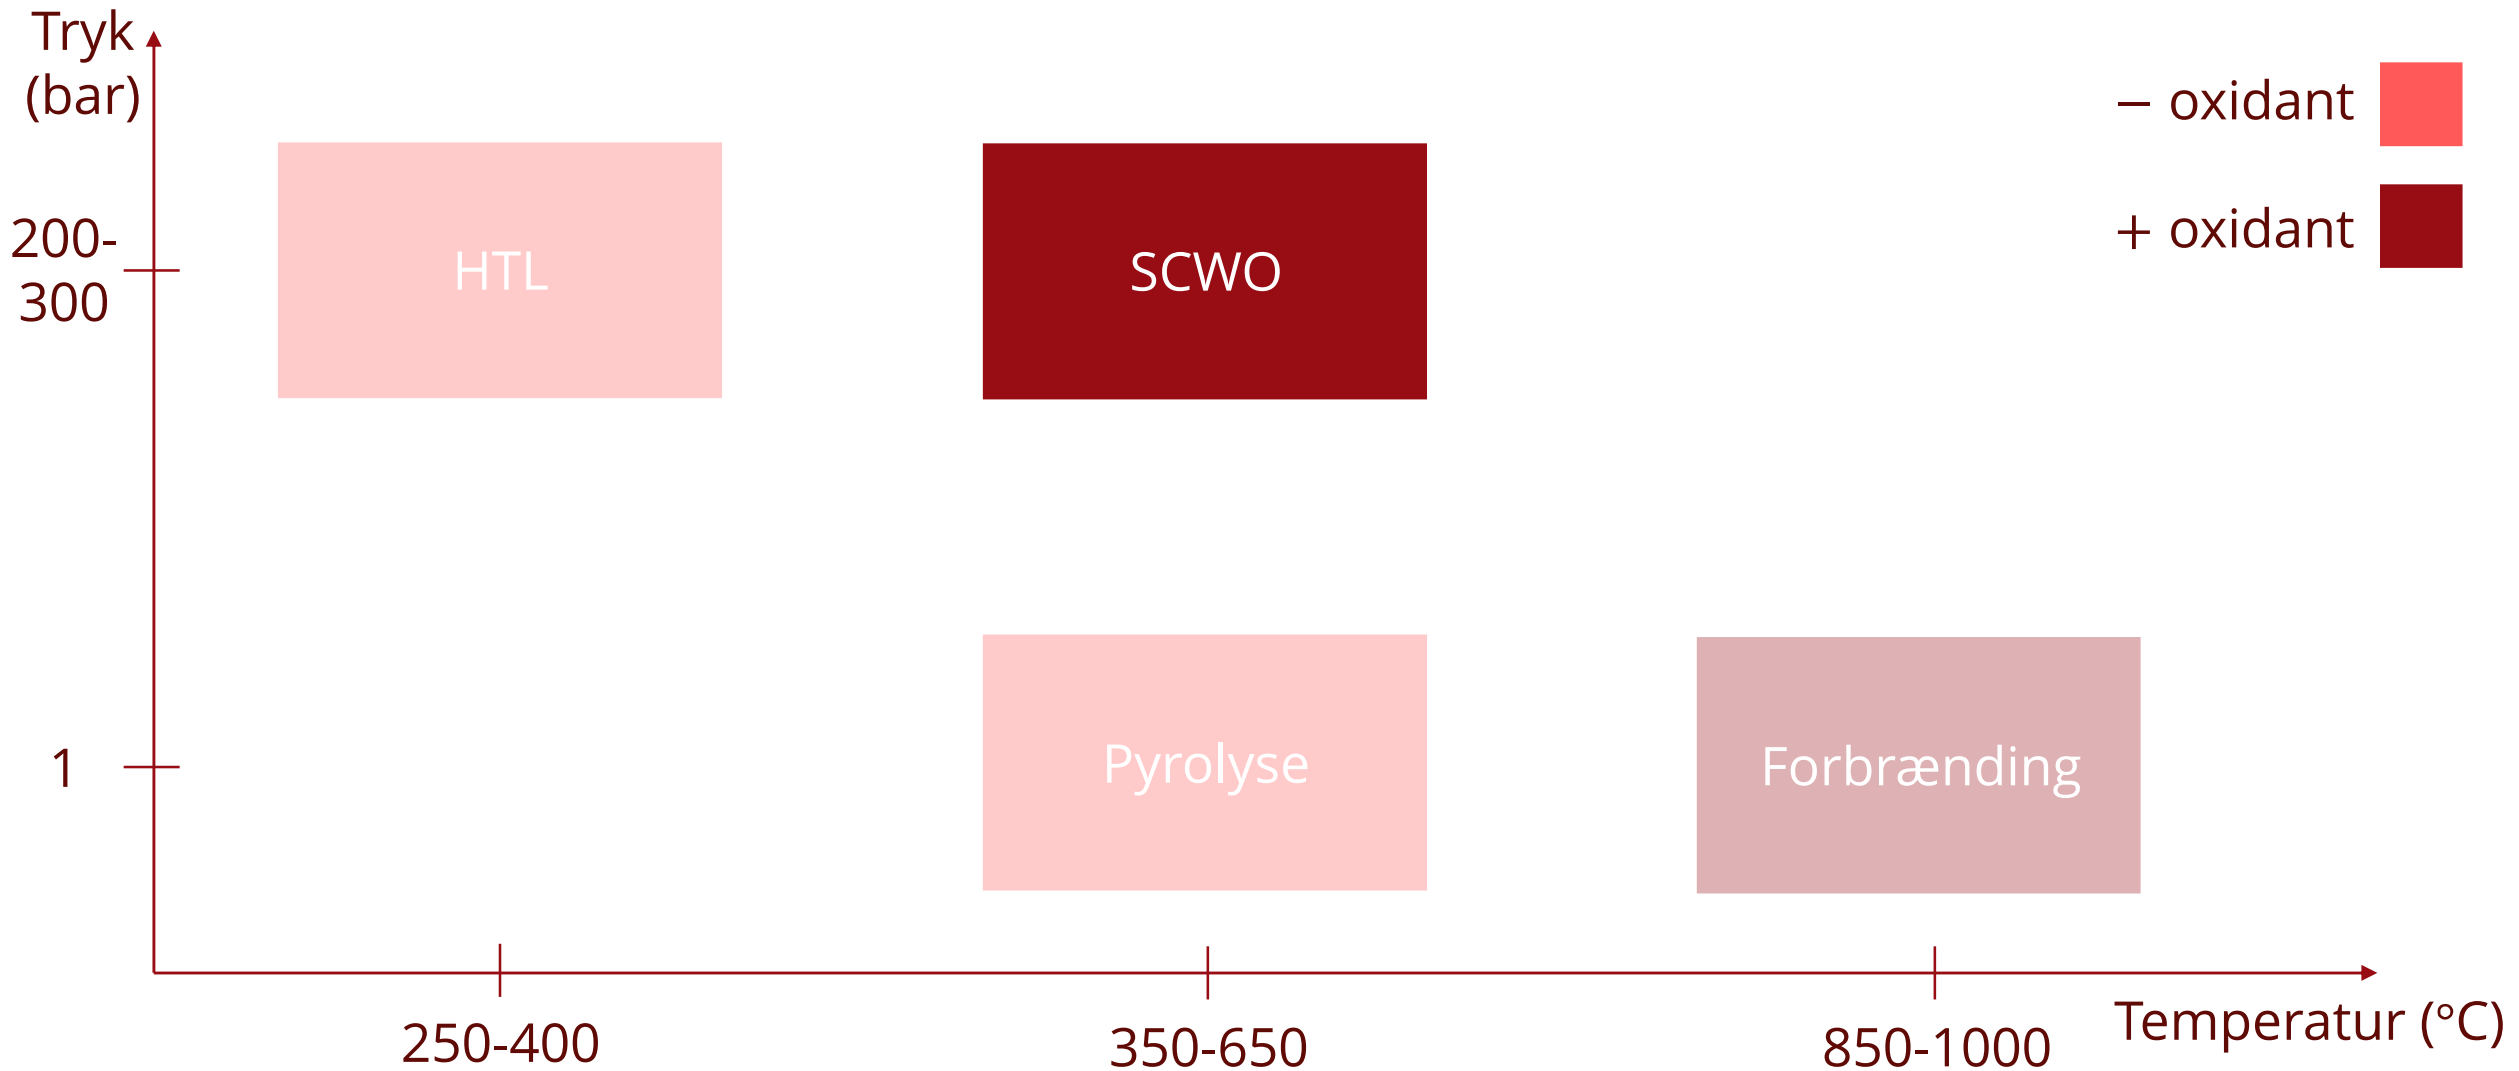 Tryk
(bar)
− oxidant
+ oxidant
200-
300
HTL
SCWO
1
Pyrolyse
Forbrænding
250-400
350-650
850-1000
Temperatur (°C)